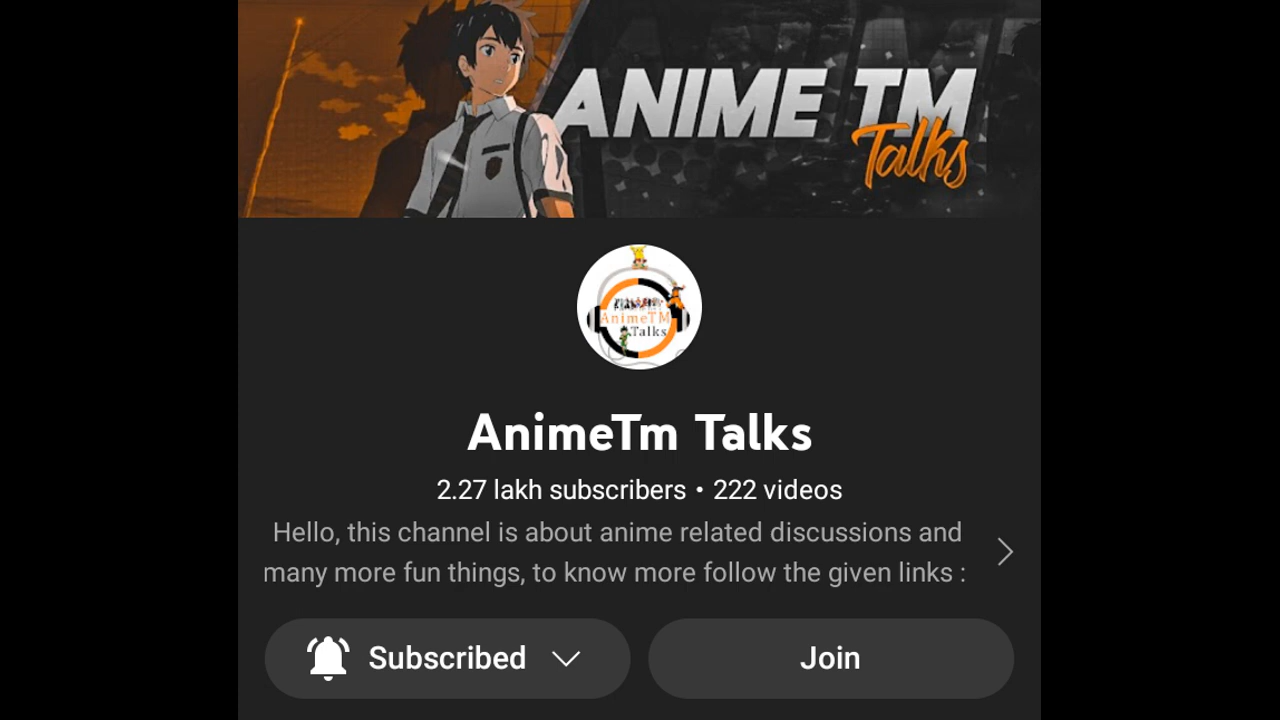 ANIME TM
Talks
AnimeTM
Talks
AnimeTm Talks
2.27 lakh subscribers • 222 videos
Hello, this channel is about anime related discussions and
many more fun things, to know more follow the given links :
Subscribed
Join